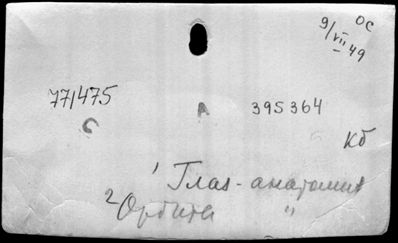 ОС
9/VII 49
77/475 А 395364
С
Кб
1 Глаз - анатомия
2 Орбита "